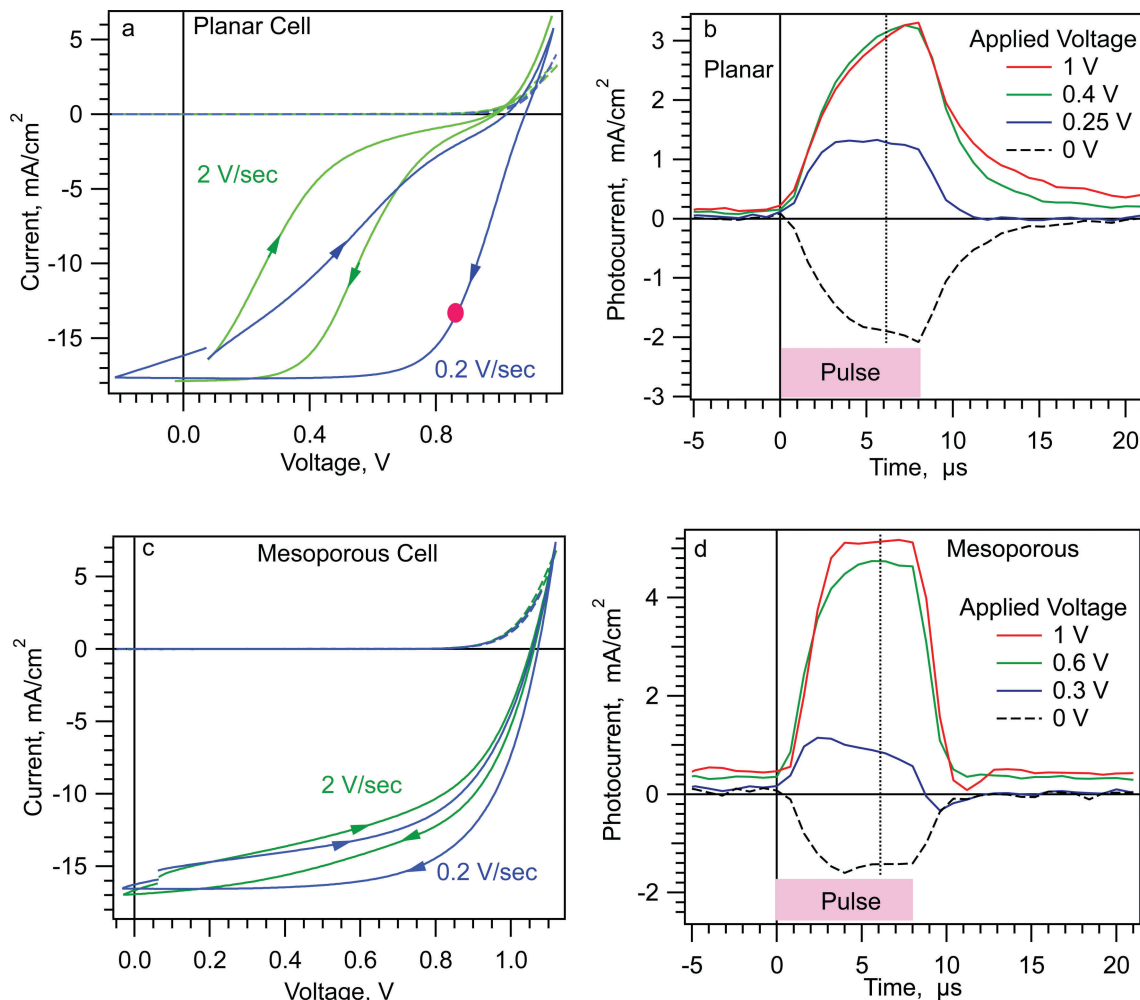 a
Planar Cell
Current, mA/cm²
5
0
-5
-10
-15
2 V/sec
0.2 V/sec
0.0
0.4
0.8
Voltage, V
b
Planar
Applied Voltage
1 V
0.4 V
0.25 V
0 V
Photocurrent, mA/cm²
3
2
1
0
-1
-2
-3
Pulse
-5
0
5
10
15
20
Time, µs
c
Mesoporous Cell
Current, mA/cm²
5
0
-5
-10
-15
2 V/sec
0.2 V/sec
0.0
0.2
0.4
0.6
0.8
1.0
Voltage, V
d
Mesoporous
Applied Voltage
1 V
0.6 V
0.3 V
0 V
Photocurrent, mA/cm²
4
2
0
-2
Pulse
-5
0
5
10
15
20
Time, µs